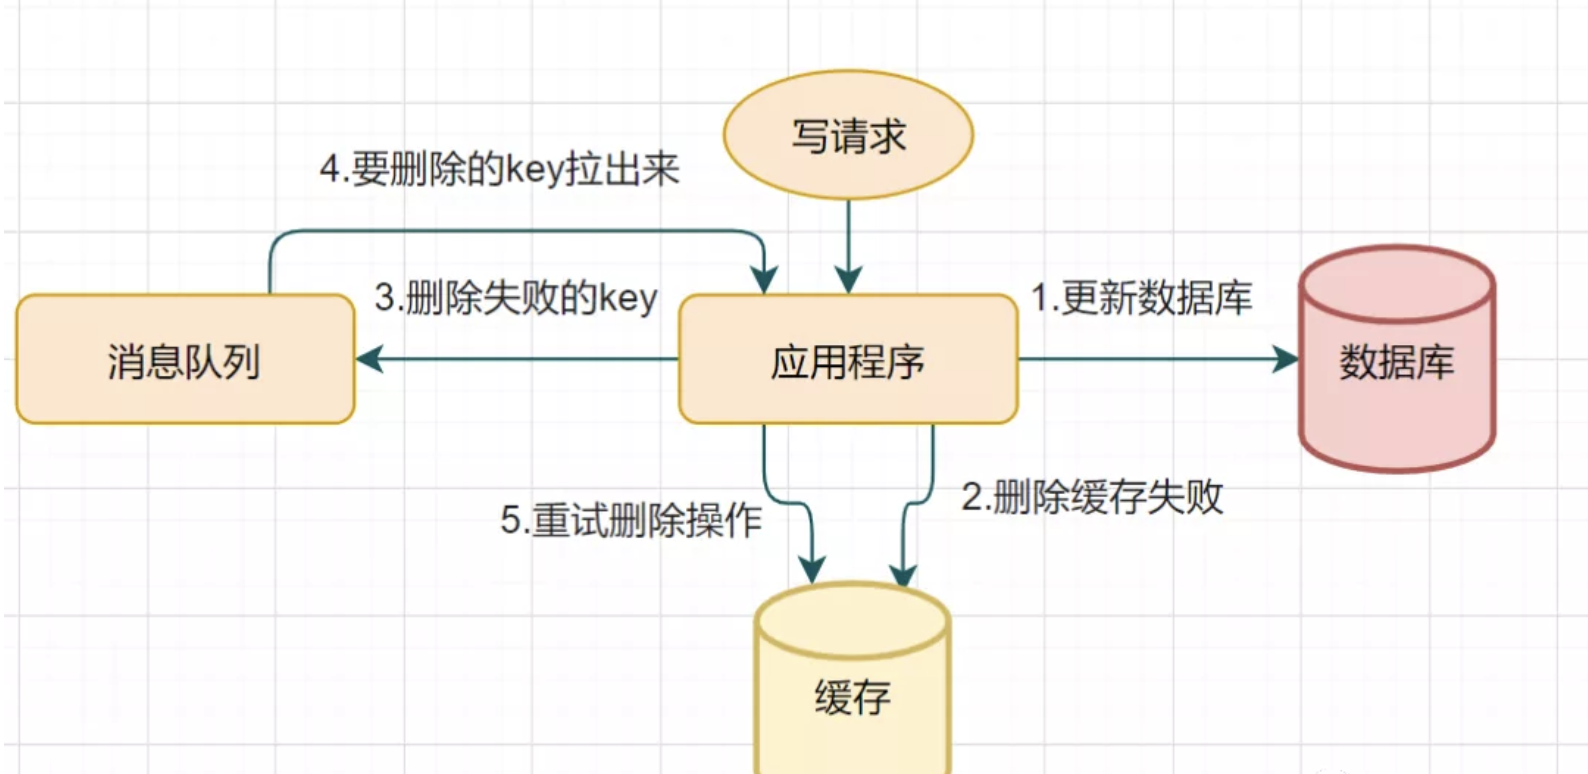 写请求
4.要删除的key拉出来
3.删除失败的key
1.更新数据库
消息队列
应用程序
数据库
5.重试删除操作
2.删除缓存失败
缓存